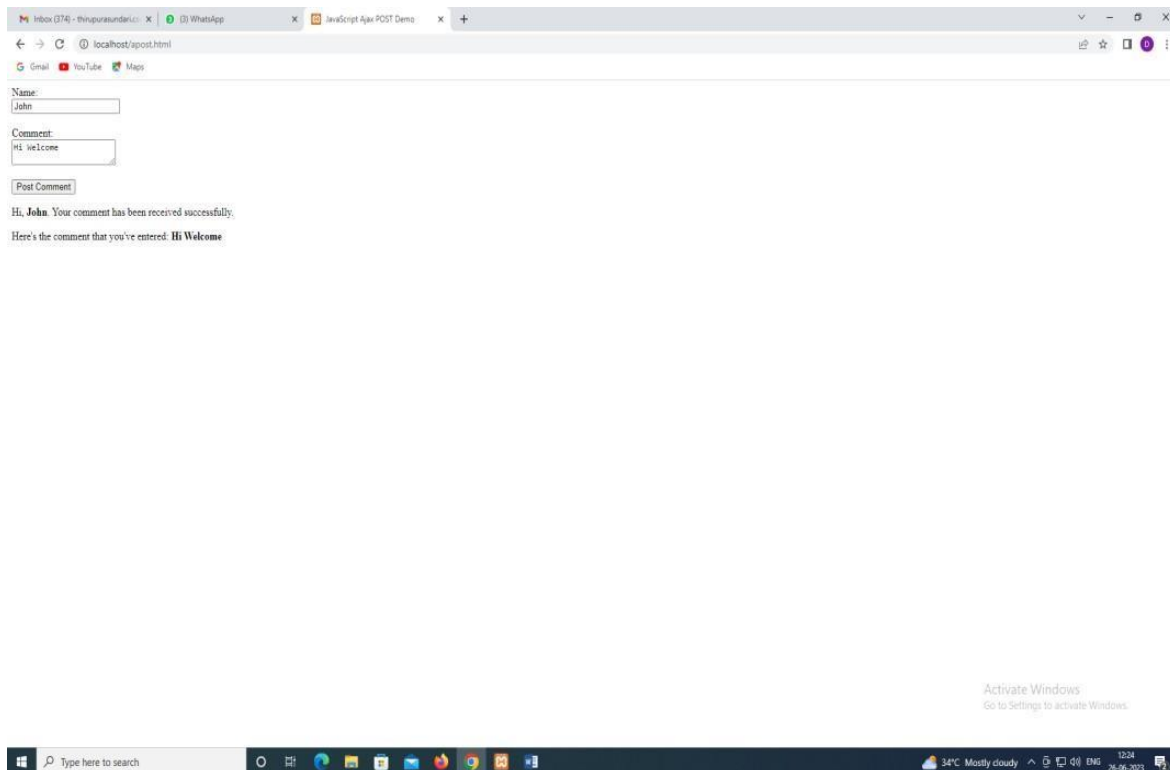 Inbox (374) - thirupurasundari.c
(3) WhatsApp
JavaScript Ajax POST Demo
localhost/apost.html
Gmail YouTube Maps
D
Name:
John
Comment:
Hi Welcome
Post Comment
Hi, John. Your comment has been received successfully.
Here's the comment that you've entered: Hi Welcome
Activate Windows
Go to Settings to activate Windows.
Type here to search
34°C Mostly cloudy
ENG
12:24
26-06-2023